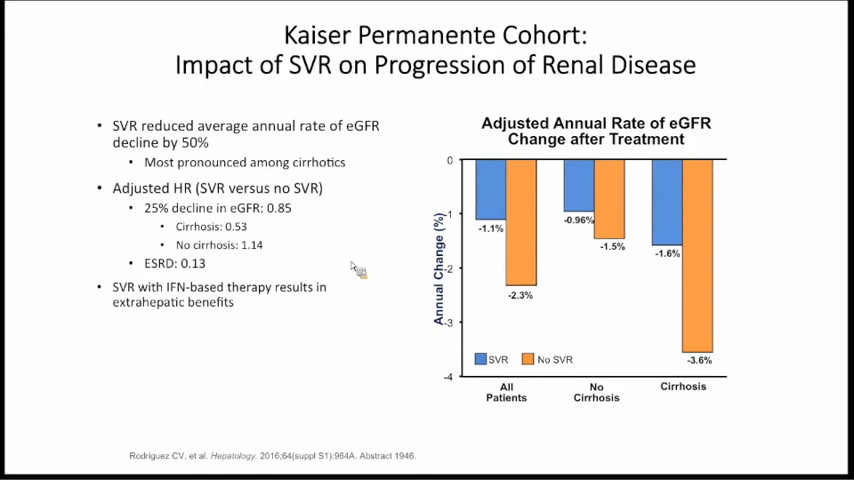 Kaiser Permanente Cohort:
Impact of SVR on Progression of Renal Disease
• SVR reduced average annual rate of eGFR
decline by 50%
• Most pronounced among cirrhotics
• Adjusted HR (SVR versus no SVR)
• 25% decline in eGFR: 0.85
• Cirrhosis: 0.53
• No cirrhosis: 1.14
• ESRD: 0.13
• SVR with IFN-based therapy results in
extrahepatic benefits
Adjusted Annual Rate of eGFR
Change after Treatment
Annual Change (%)
0
-1
-2
-3
-4
-1.1%
-2.3%
-0.96%
-1.5%
-1.6%
-3.6%
SVR
No SVR
All
Patients
No
Cirrhosis
Cirrhosis
Rodriguez CV, et al. Hepatology. 2016;64(suppl S1):964A. Abstract 1946.